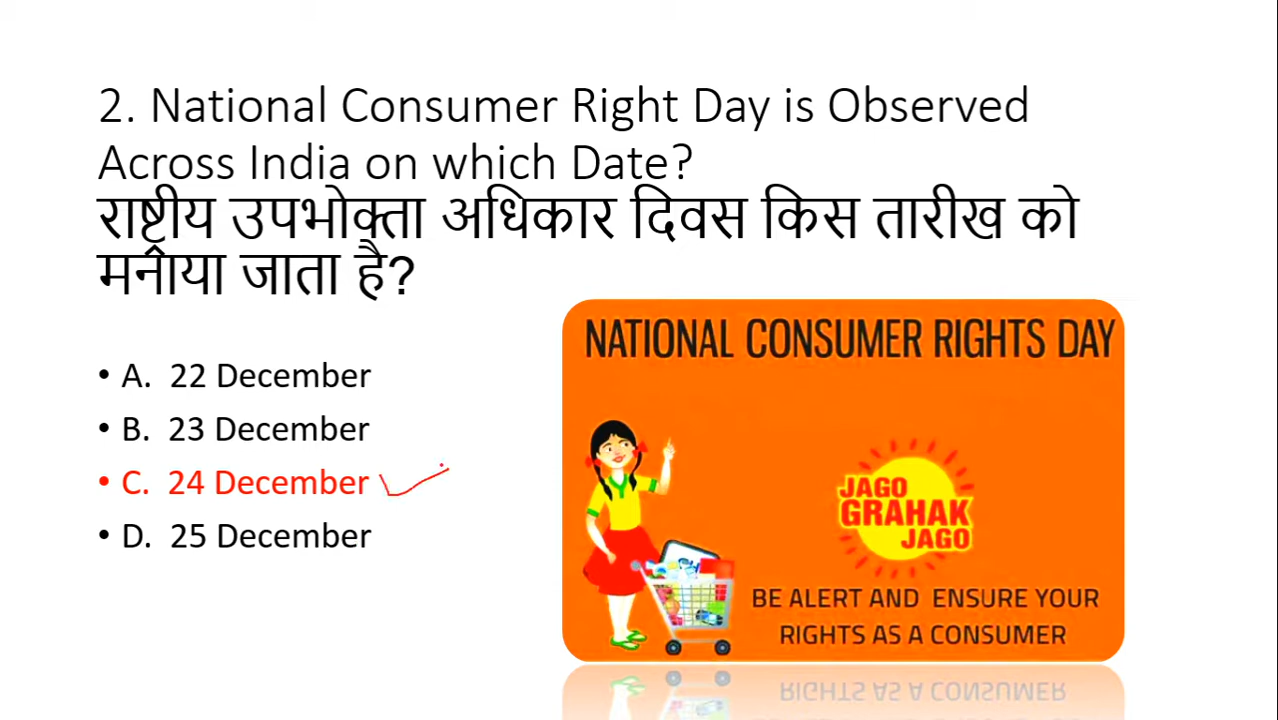 2. National Consumer Right Day is Observed
Across India on which Date?
राष्ट्रीय उपभोक्ता अधिकार दिवस किस तारीख को
मनाया जाता है?
• A. 22 December
• B. 23 December
• C. 24 December
• D. 25 December
NATIONAL CONSUMER RIGHTS DAY
JAGO
GRAHAK
JAGO
BE ALERT AND ENSURE YOUR
RIGHTS AS A CONSUMER